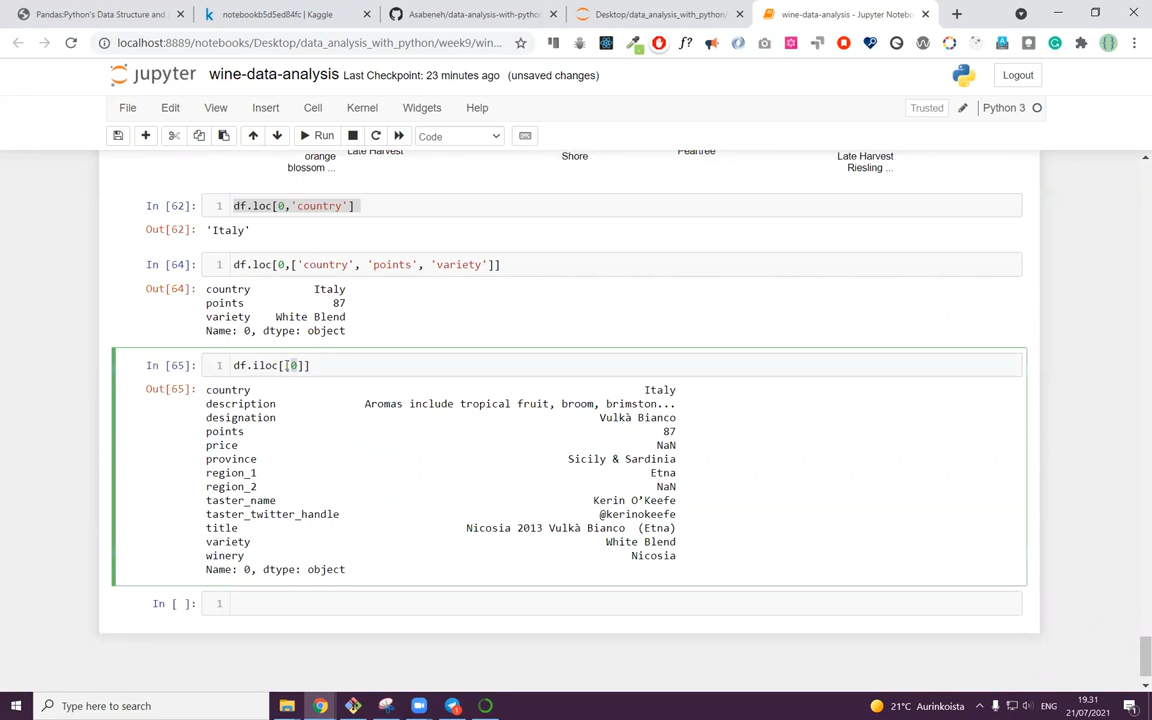 Pandas:Python's Data Structure and
notebookb5d5ed84fc | Kaggle
Asabeneh/data-analysis-with-python
Desktop/data_analysis_with_python/
wine-data-analysis - Jupyter Notebo
localhost:8889/notebooks/Desktop/data_analysis_with_python/week9/win...
jupyter wine-data-analysis Last Checkpoint: 23 minutes ago (unsaved changes)
Logout
File Edit View Insert Cell Kernel Widgets Help
Trusted
Python 3
Run
Code
orange
blossom ...
Late Harvest
Shore
Peartree
Late Harvest
Riesling ...
In [62]: 1 df.loc[0,'country']
Out[62]: 'Italy'
In [64]: 1 df.loc[0,['country', 'points', 'variety']]
Out[64]: country Italy
points 87
variety White Blend
Name: 0, dtype: object
In [65]: 1 df.iloc[[0]]
Out[65]: country Italy
description Aromas include tropical fruit, broom, brimston...
designation Vulkà Bianco
points 87
price NaN
province Sicily & Sardinia
region_1 Etna
region_2 NaN
taster_name Kerin O’Keefe
taster_twitter_handle @kerinokeefe
title Nicosia 2013 Vulkà Bianco (Etna)
variety White Blend
winery Nicosia
Name: 0, dtype: object
In [ ]: 1
Type here to search
21°C Aurinkoista
ENG
19.31
21/07/2021